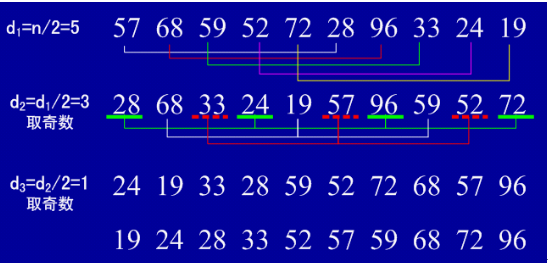 d₁=n/2=5 57 68 59 52 72 28 96 33 24 19
d₂=d₁/2=3 28 68 33 24 19 57 96 59 52 72
取奇数
d₃=d₂/2=1 24 19 33 28 59 52 72 68 57 96
取奇数
19 24 28 33 52 57 59 68 72 96